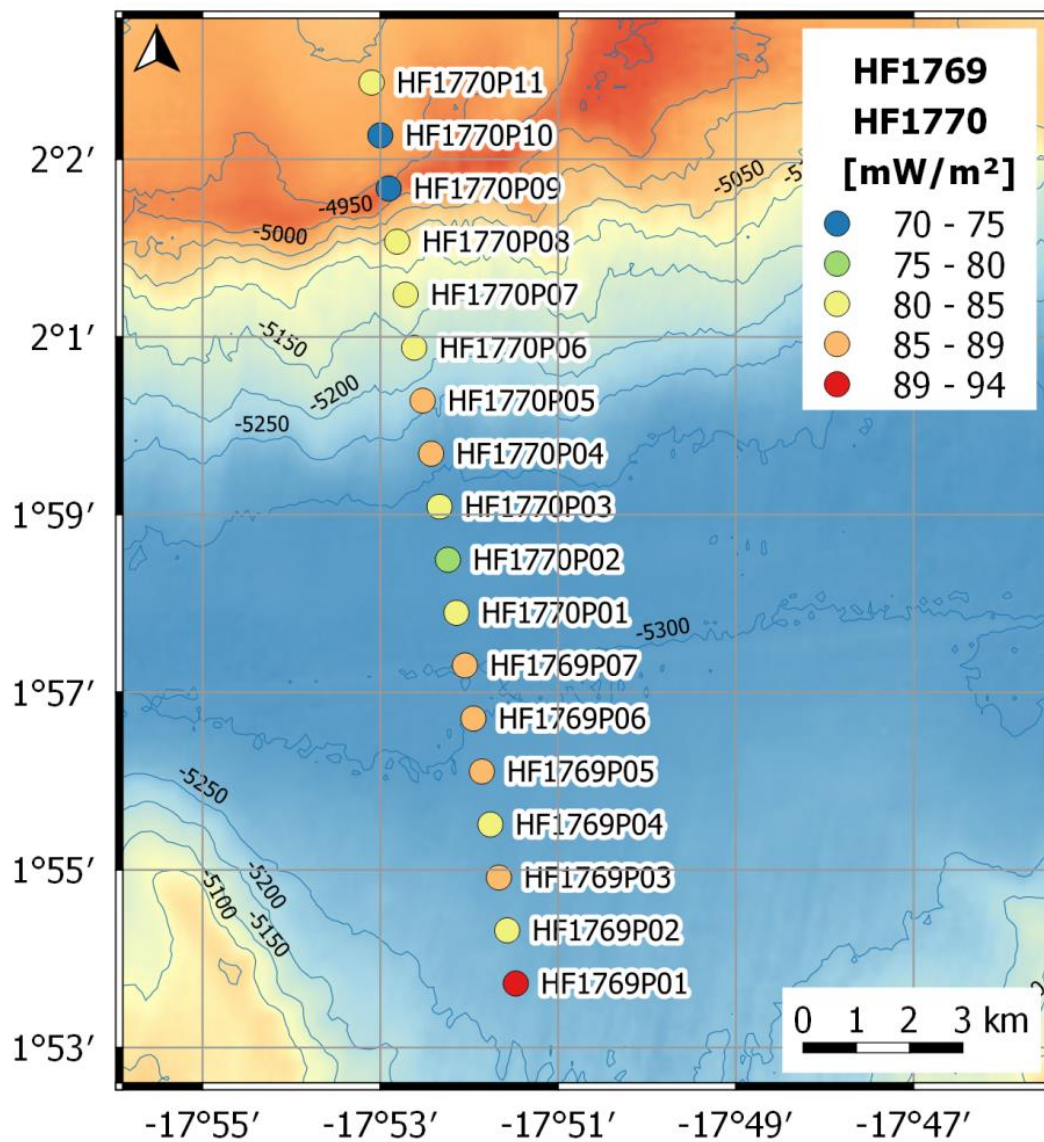 HF1769
HF1770
[mW/m²]
70 - 75
75 - 80
80 - 85
85 - 89
89 - 94
HF1770P11
HF1770P10
2°2′
HF1770P09
-5050
-4950
-5000
HF1770P08
HF1770P07
2°1′
-5150
HF1770P06
-5200
HF1770P05
-5250
HF1770P04
1°59′
HF1770P03
HF1770P02
HF1770P01
-5300
HF1769P07
1°57′
HF1769P06
HF1769P05
-5250
HF1769P04
1°55′
-5200
HF1769P03
-5100
-5150
HF1769P02
HF1769P01
0 1 2 3 km
1°53′
-17°55′ -17°53′ -17°51′ -17°49′ -17°47′